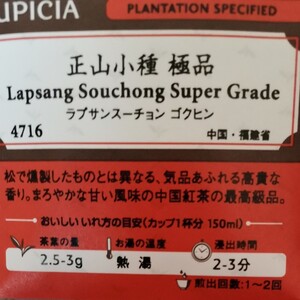 UPICIA
PLANTATION SPECIFIED
正山小種 極品
Lapsang Souchong Super Grade
ラプサンスーチョン ゴクヒン
4716
中国・福建省
松で燻製したものとは異なる、気品あふれる高貴な
香り。まろやかな甘い風味の中国紅茶の最高級品。
おいしいいれ方の目安(カップ1杯分 150ml)
茶葉の量 お湯の温度 浸出時間
2.5-3g 熱湯 2-3分
煎出回数:1~2回